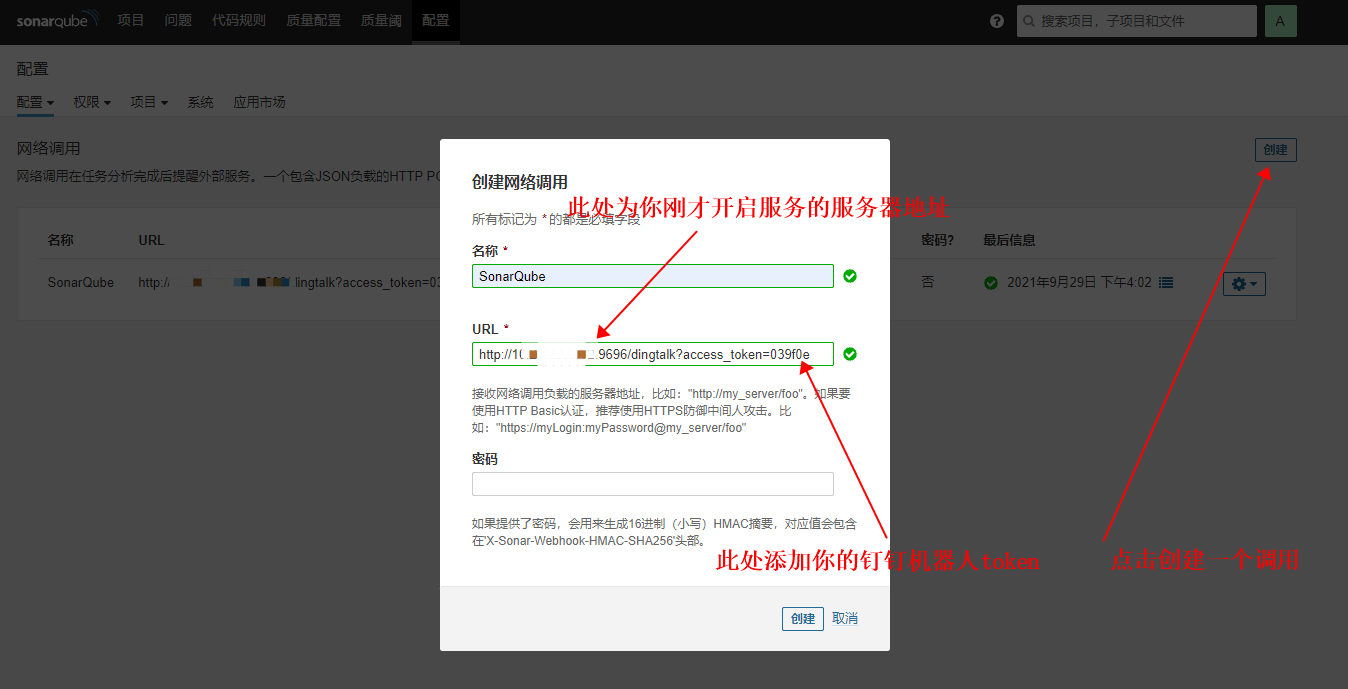 sonarqube 项目 问题 代码规则 质量配置 质量阈 配置 搜索项目，子项目和文件 A
配置
配置 权限 项目 系统 应用市场
网络调用
创建
网络调用在任务分析完成后提醒外部服务。一个包含JSON负载的HTTP PO
名称 URL 密码? 最后信息
SonarQube http:// lingtalk?access_token=03 否 2021年9月29日 下午4:02
创建网络调用
此处为你刚才开启服务的服务器地址
所有标记为 *的都是必填字段
名称 *
SonarQube
URL *
http://10 :9696/dingtalk?access_token=039f0e
接收网络调用负载的服务器地址，比如："http://my_server/foo"。如果要
使用HTTP Basic认证，推荐使用HTTPS防御中间人攻击。比
如："https://myLogin:myPassword@my_server/foo"
密码
如果提供了密码，会用来生成16进制（小写）HMAC摘要，对应值会包含
在'X-Sonar-Webhook-HMAC-SHA256'头部。
此处添加你的钉钉机器人token
点击创建一个调用
创建 取消